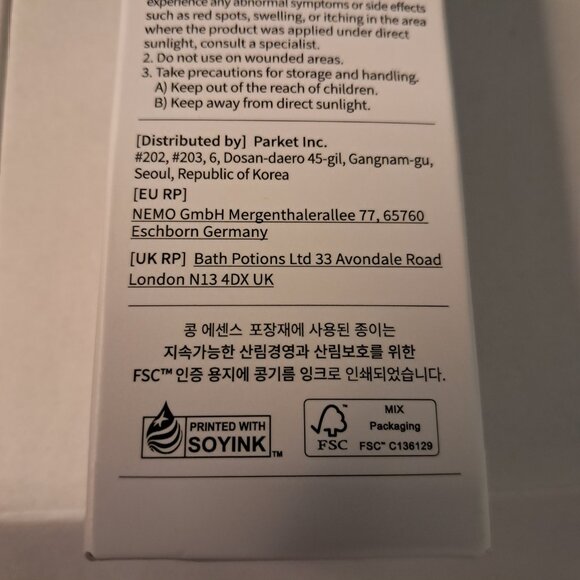 experience any abnormal symptoms or side effects
such as red spots, swelling, or itching in the area
where the product was applied under direct
sunlight, consult a specialist.
2. Do not use on wounded areas.
3. Take precautions for storage and handling.
A) Keep out of the reach of children.
B) Keep away from direct sunlight.
[Distributed by] Parket Inc.
#202, #203, 6, Dosan-daero 45-gil, Gangnam-gu,
Seoul, Republic of Korea
[EU RP]
NEMO GmbH Mergenthalerallee 77, 65760
Eschborn Germany
[UK RP] Bath Potions Ltd 33 Avondale Road
London N13 4DX UK
콩 에센스 포장재에 사용된 종이는
지속가능한 산림경영과 산림보호를 위한
FSC™ 인증 용지에 콩기름 잉크로 인쇄되었습니다.
PRINTED WITH
SOYINK™
FSC
MIX
Packaging
FSC™ C136129